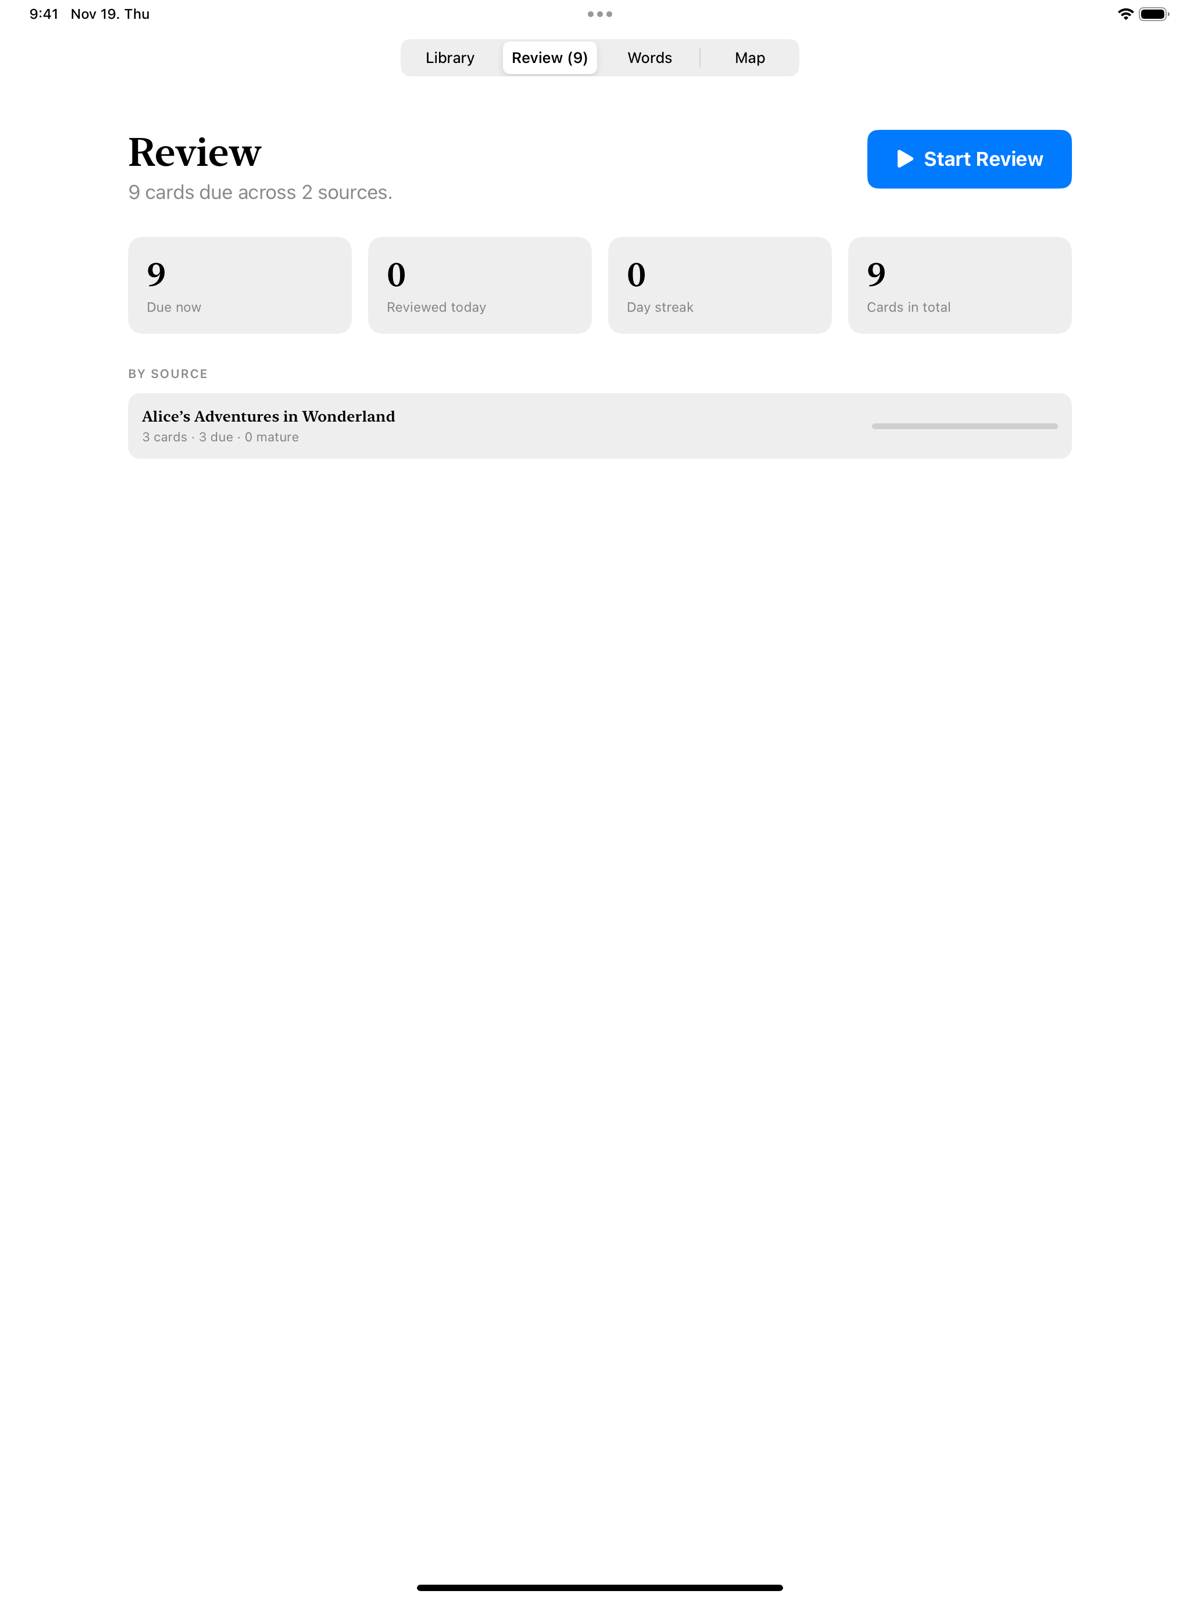 9:41 Nov 19. Thu
Library Review (9) Words Map
Review
Start Review
9 cards due across 2 sources.
9 0 0 9
Due now Reviewed today Day streak Cards in total
BY SOURCE
Alice’s Adventures in Wonderland
3 cards · 3 due · 0 mature